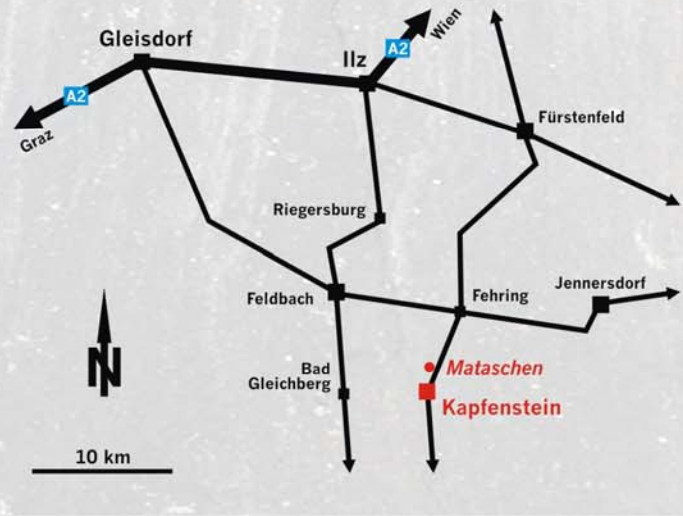 Gleisdorf
Ilz
A2
Wien
A2
Graz
Fürstenfeld
Riegersburg
Feldbach
Fehring
Jennersdorf
N
Bad
Gleichberg
Mataschen
Kapfenstein
10 km